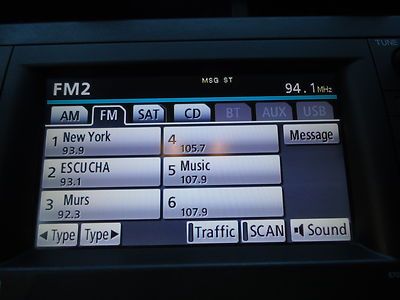 TUNE
MSG ST
FM2 94.1MHz
AM FM SAT CD BT AUX USB
1 New York 93.9
4 105.7
Message
2 ESCUCHA 93.1
5 Music 107.9
3 Murs 92.3
6 107.9
◀ Type Type ▶ Traffic SCAN Sound